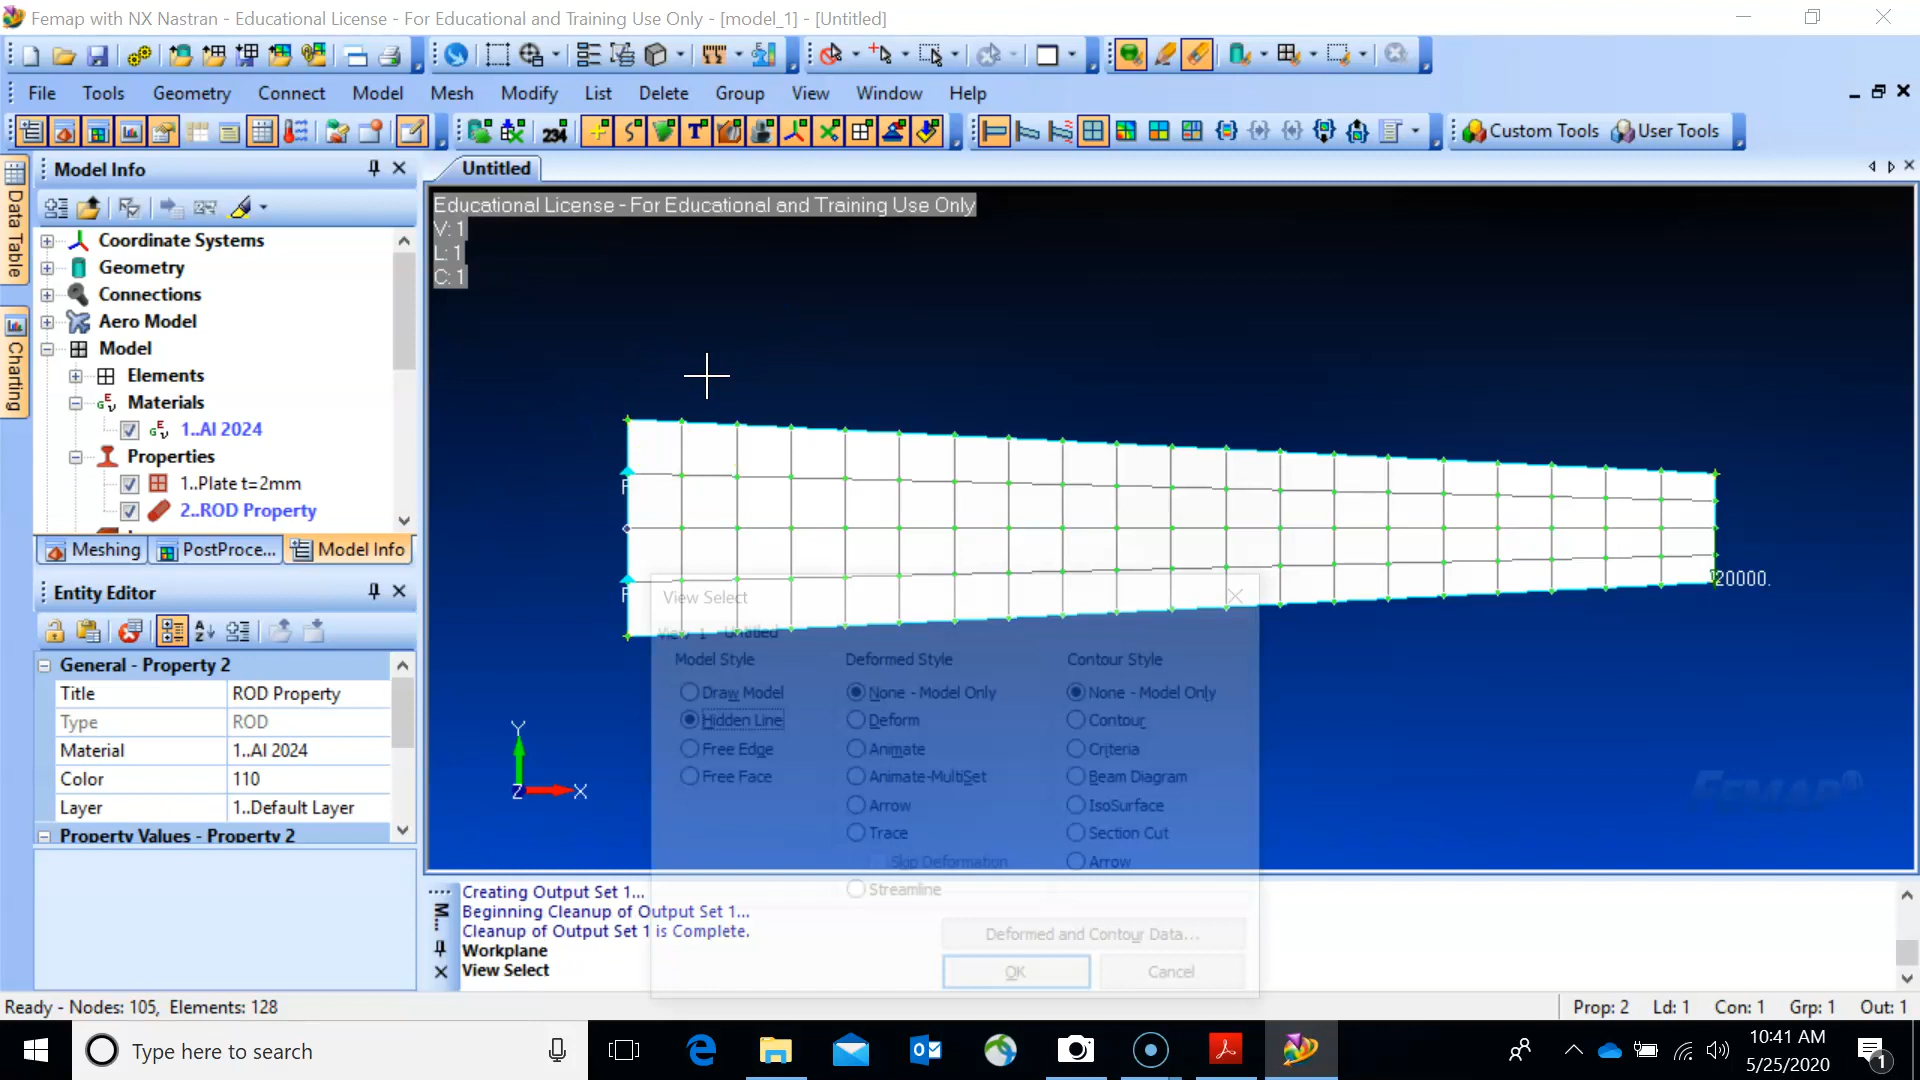 Femap with NX Nastran - Educational License - For Educational and Training Use Only - [model_1] - [Untitled]
File Tools Geometry Connect Model Mesh Modify List Delete Group View Window Help
234
Custom Tools User Tools
Data Table
Charting
Model Info
Coordinate Systems
Geometry
Connections
Aero Model
Model
Elements
Materials
1..Al 2024
Properties
1..Plate t=2mm
2..ROD Property
Meshing PostProce... Model Info
Entity Editor
General - Property 2
Title ROD Property
Type ROD
Material 1..Al 2024
Color 110
Layer 1..Default Layer
Property Values - Property 2
Untitled
Educational License - For Educational and Training Use Only
V: 1
L: 1
C: 1
F
F
20000.
Y
Z X
FEMAP
View Select
View 1 - Untitled
Model Style Deformed Style Contour Style
Draw Model None - Model Only None - Model Only
Hidden Line Deform Contour
Free Edge Animate Criteria
Free Face Animate-MultiSet Beam Diagram
Arrow IsoSurface
Trace Section Cut
Skip Deformation Arrow
Streamline
Deformed and Contour Data...
OK Cancel
M...
Creating Output Set 1...
Beginning Cleanup of Output Set 1...
Cleanup of Output Set 1 is Complete.
Workplane
View Select
Ready - Nodes: 105, Elements: 128
Prop: 2 Ld: 1 Con: 1 Grp: 1 Out: 1
Type here to search
10:41 AM
5/25/2020
1